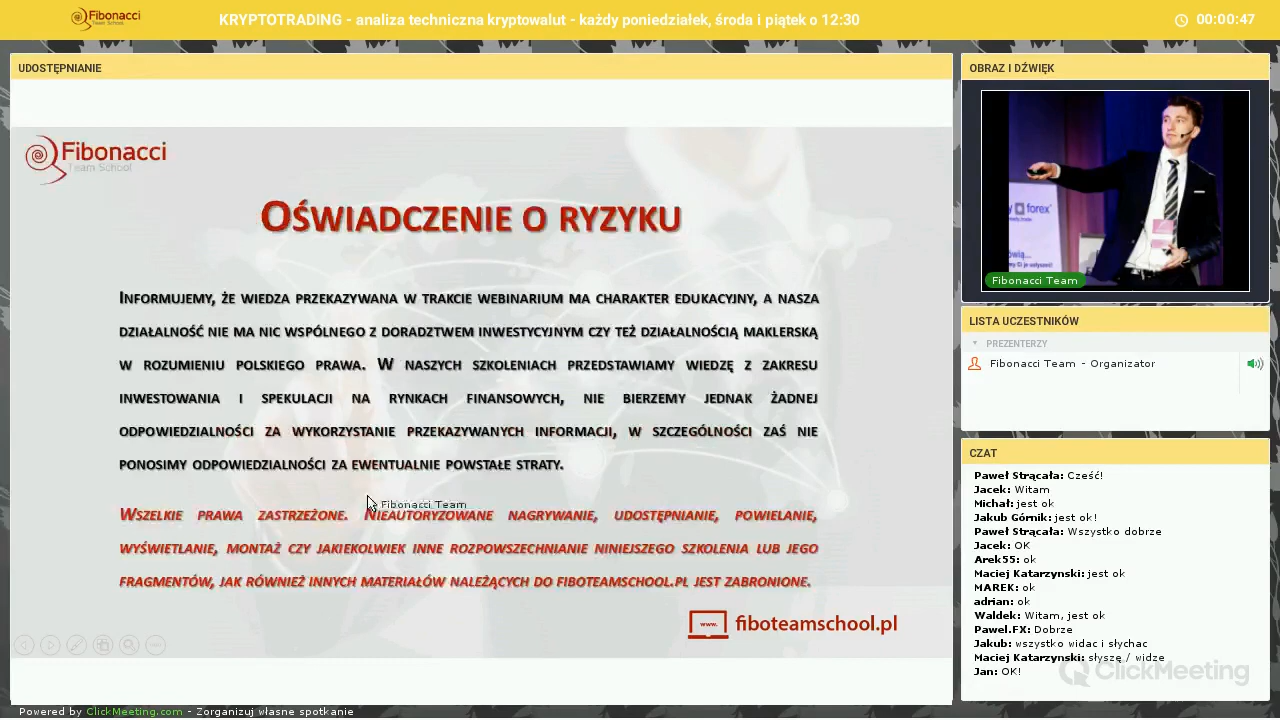 Fibonacci
Team School
KRYPTOTRADING - analiza techniczna kryptowalut - każdy poniedziałek, środa i piątek o 12:30
00:00:47
UDOSTĘPNIANIE
Fibonacci
Team School
OŚWIADCZENIE O RYZYKU
INFORMUJEMY, ŻE WIEDZA PRZEKAZYWANA W TRAKCIE WEBINARIUM MA CHARAKTER EDUKACYJNY, A NASZA
DZIAŁALNOŚĆ NIE MA NIC WSPÓLNEGO Z DORADZTWEM INWESTYCYJNYM CZY TEŻ DZIAŁALNOŚCIĄ MAKLERSKĄ
W ROZUMIENIU POLSKIEGO PRAWA. W NASZYCH SZKOLENIACH PRZEDSTAWIAMY WIEDZĘ Z ZAKRESU
INWESTOWANIA I SPEKULACJI NA RYNKACH FINANSOWYCH, NIE BIERZEMY JEDNAK ŻADNEJ
ODPOWIEDZIALNOŚCI ZA WYKORZYSTANIE PRZEKAZYWANYCH INFORMACJI, W SZCZEGÓLNOŚCI ZAŚ NIE
PONOSIMY ODPOWIEDZIALNOŚCI ZA EWENTUALNIE POWSTAŁE STRATY.
Fibonacci Team
WSZELKIE PRAWA ZASTRZEŻONE. NIEAUTORYZOWANE NAGRYWANIE, UDOSTĘPNIANIE, POWIELANIE,
WYŚWIETLANIE, MONTAŻ CZY JAKIEKOLWIEK INNE ROZPOWSZECHNIANIE NINIEJSZEGO SZKOLENIA LUB JEGO
FRAGMENTÓW, JAK RÓWNIEŻ INNYCH MATERIAŁÓW NALEŻĄCYCH DO FIBOTEAMSCHOOL.PL JEST ZABRONIONE.
www.
fiboteamschool.pl
OBRAZ I DŹWIĘK
forex
Fibonacci Team
LISTA UCZESTNIKÓW
PREZENTERZY
Fibonacci Team - Organizator
CZAT
Paweł Strącała: Cześć!
Jacek: Witam
Michał: jest ok
Jakub Górnik: jest ok!
Paweł Strącała: Wszystko dobrze
Jacek: OK
Arek55: ok
Maciej Katarzynski: jest ok
MAREK: ok
adrian: ok
Waldek: Witam, jest ok
Pawel.FX: Dobrze
Jakub: wszystko widac i słychac
Maciej Katarzynski: słyszę / widze
Jan: OK!
ClickMeeting
Powered by ClickMeeting.com - Zorganizuj własne spotkanie